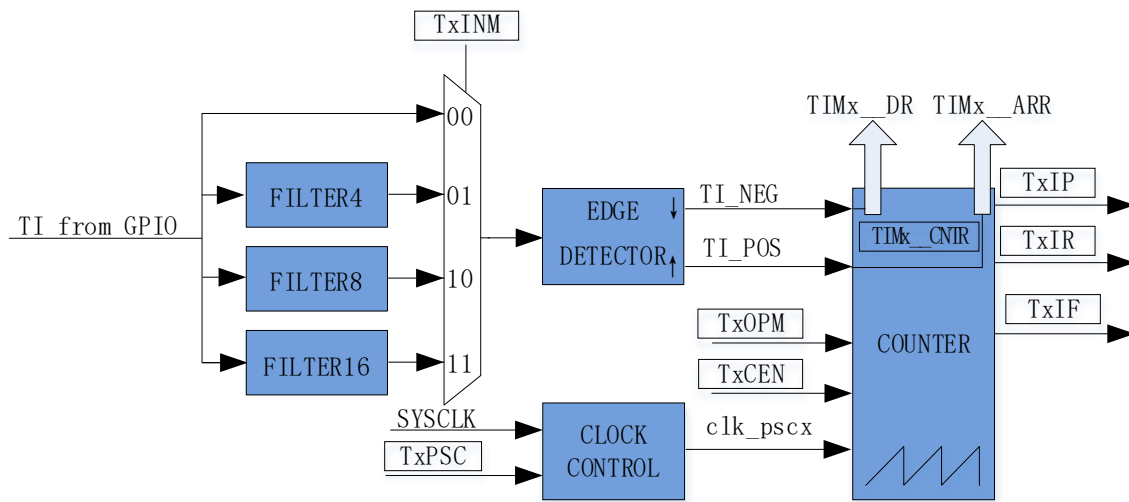 TxINM
00
TIMx__DR
TIMx__ARR
FILTER4
01
TI from GPIO
FILTER8
10
FILTER16
11
EDGE ↓
DETECTOR↑
TI_NEG
TI_POS
TIMx__CNTR
TxIP
TxIR
TxIF
TxOPM
TxCEN
COUNTER
SYSCLK
TxPSC
CLOCK
CONTROL
clk_pscx